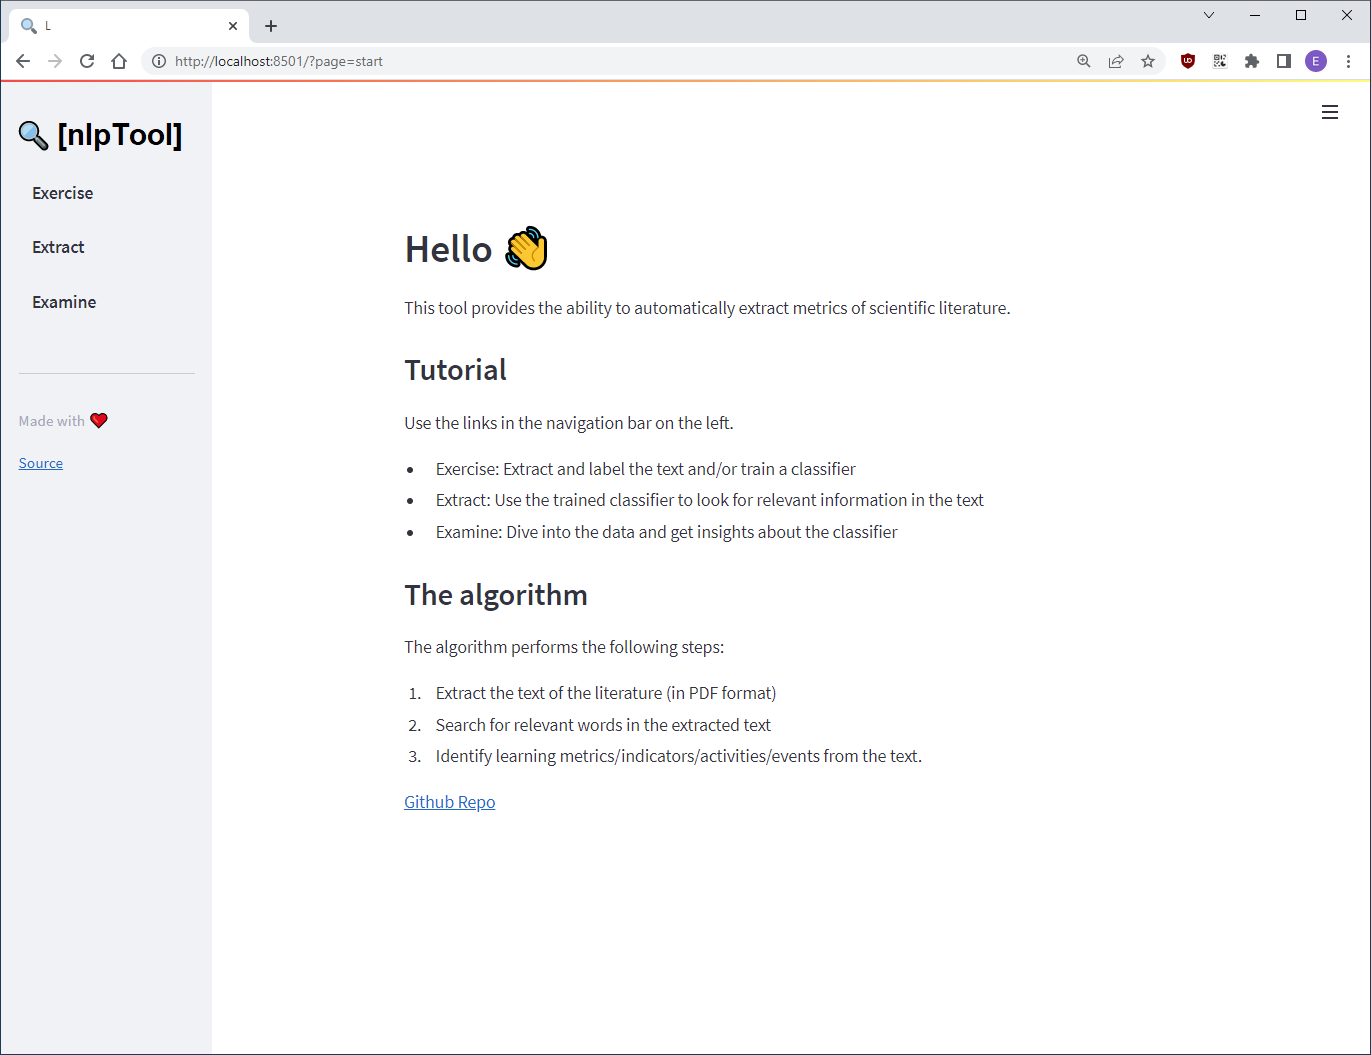 L
http://localhost:8501/?page=start
E
[nlpTool]
Exercise
Extract
Examine
Made with
Source
Hello
This tool provides the ability to automatically extract metrics of scientific literature.
Tutorial
Use the links in the navigation bar on the left.
Exercise: Extract and label the text and/or train a classifier
Extract: Use the trained classifier to look for relevant information in the text
Examine: Dive into the data and get insights about the classifier
The algorithm
The algorithm performs the following steps:
1. Extract the text of the literature (in PDF format)
2. Search for relevant words in the extracted text
3. Identify learning metrics/indicators/activities/events from the text.
Github Repo